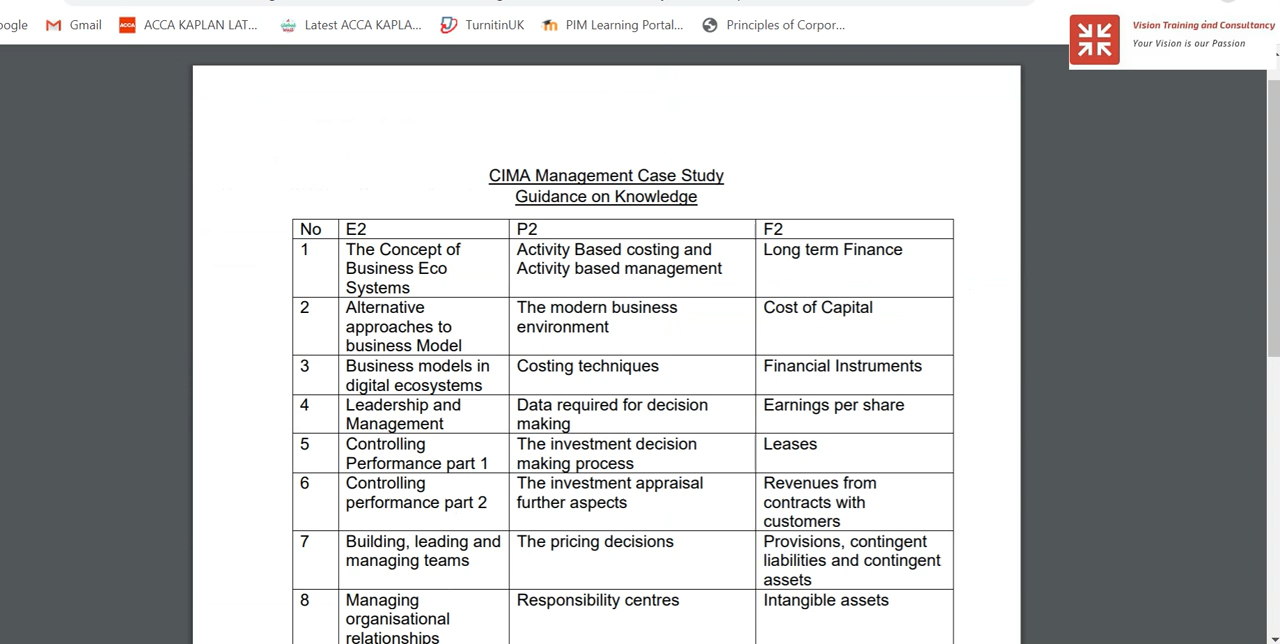 oogle Gmail ACCA KAPLAN LAT... Latest ACCA KAPLA... TurnitinUK PIM Learning Portal... Principles of Corpor...
Vision Training and Consultancy
Your Vision is our Passion
CIMA Management Case Study
Guidance on Knowledge
No E2 P2 F2
1 The Concept of Business Eco Systems Activity Based costing and Activity based management Long term Finance
2 Alternative approaches to business Model The modern business environment Cost of Capital
3 Business models in digital ecosystems Costing techniques Financial Instruments
4 Leadership and Management Data required for decision making Earnings per share
5 Controlling Performance part 1 The investment decision making process Leases
6 Controlling performance part 2 The investment appraisal further aspects Revenues from contracts with customers
7 Building, leading and managing teams The pricing decisions Provisions, contingent liabilities and contingent assets
8 Managing organisational relationships Responsibility centres Intangible assets